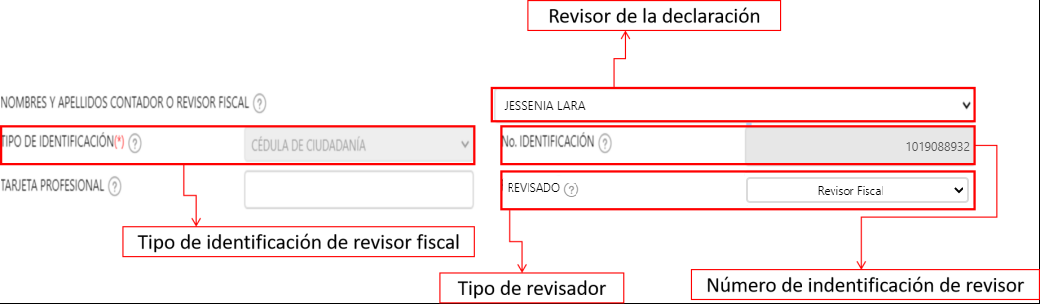 Revisor de la declaración
NOMBRES Y APELLIDOS CONTADOR O REVISOR FISCAL ?
JESSENIA LARA
TIPO DE IDENTIFICACIÓN(*) ?
CÉDULA DE CIUDADANÍA
No. IDENTIFICACIÓN ?
1019088932
TARJETA PROFESIONAL ?
REVISADO ?
Revisor Fiscal
Tipo de identificación de revisor fiscal
Tipo de revisador
Número de indentificación de revisor